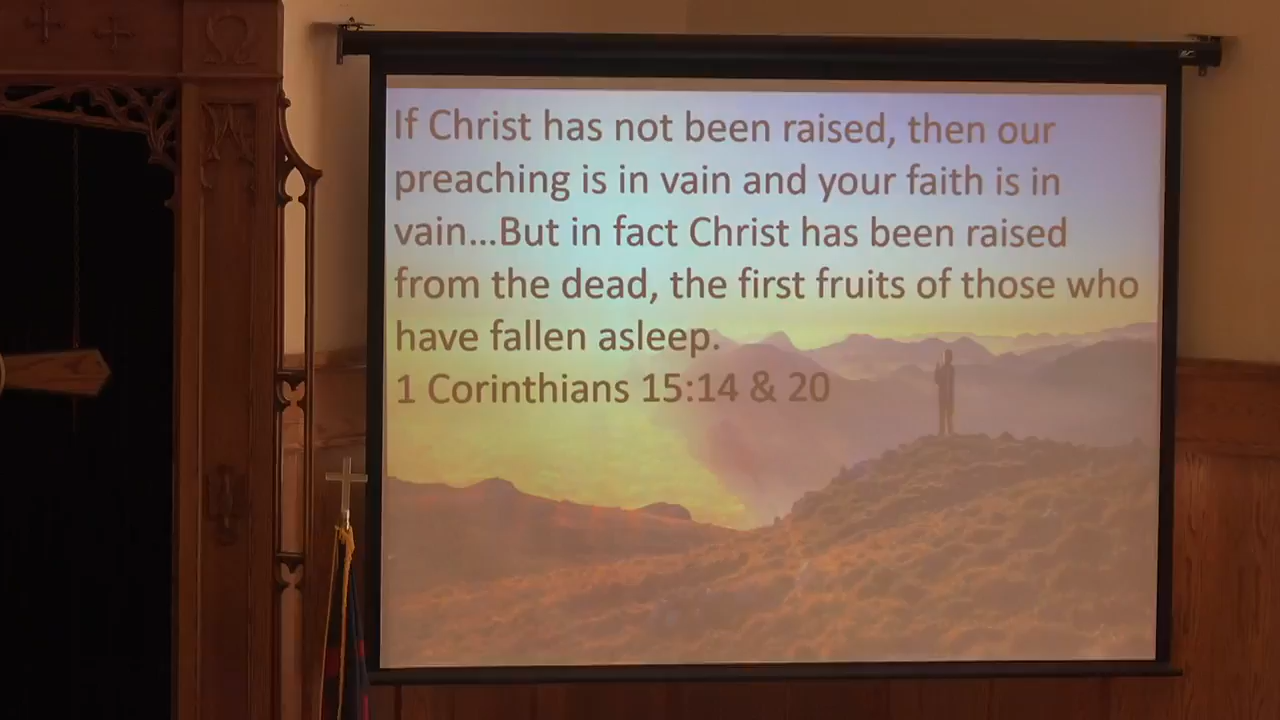 If Christ has not been raised, then our
preaching is in vain and your faith is in
vain...But in fact Christ has been raised
from the dead, the first fruits of those who
have fallen asleep.
1 Corinthians 15:14 & 20